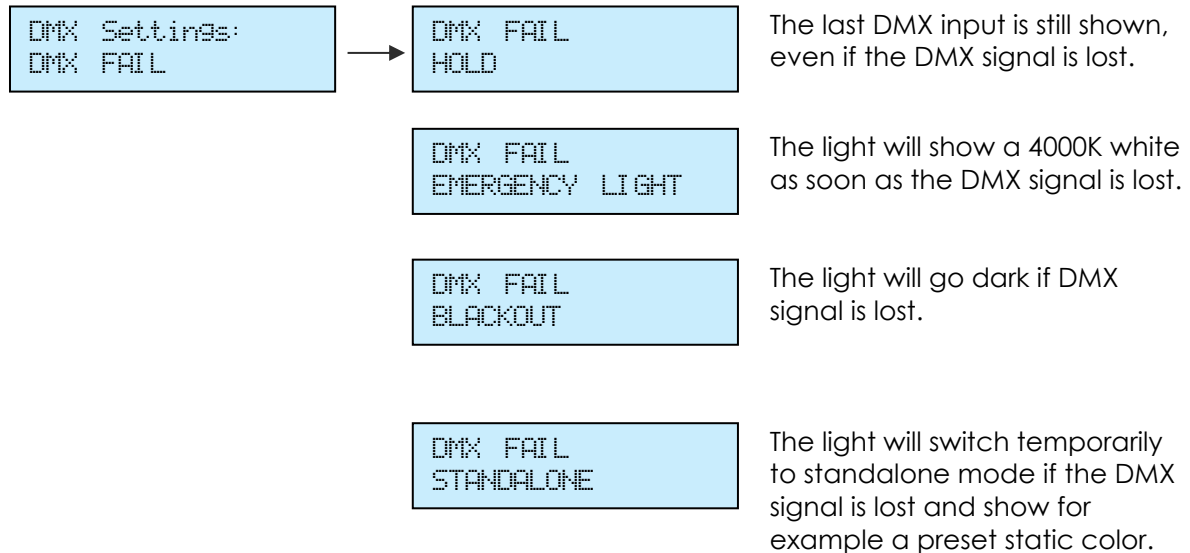 DMX Settings:
DMX FAIL
DMX FAIL
HOLD
The last DMX input is still shown,
even if the DMX signal is lost.
DMX FAIL
EMERGENCY LIGHT
The light will show a 4000K white
as soon as the DMX signal is lost.
DMX FAIL
BLACKOUT
The light will go dark if DMX
signal is lost.
DMX FAIL
STANDALONE
The light will switch temporarily
to standalone mode if the DMX
signal is lost and show for
example a preset static color.